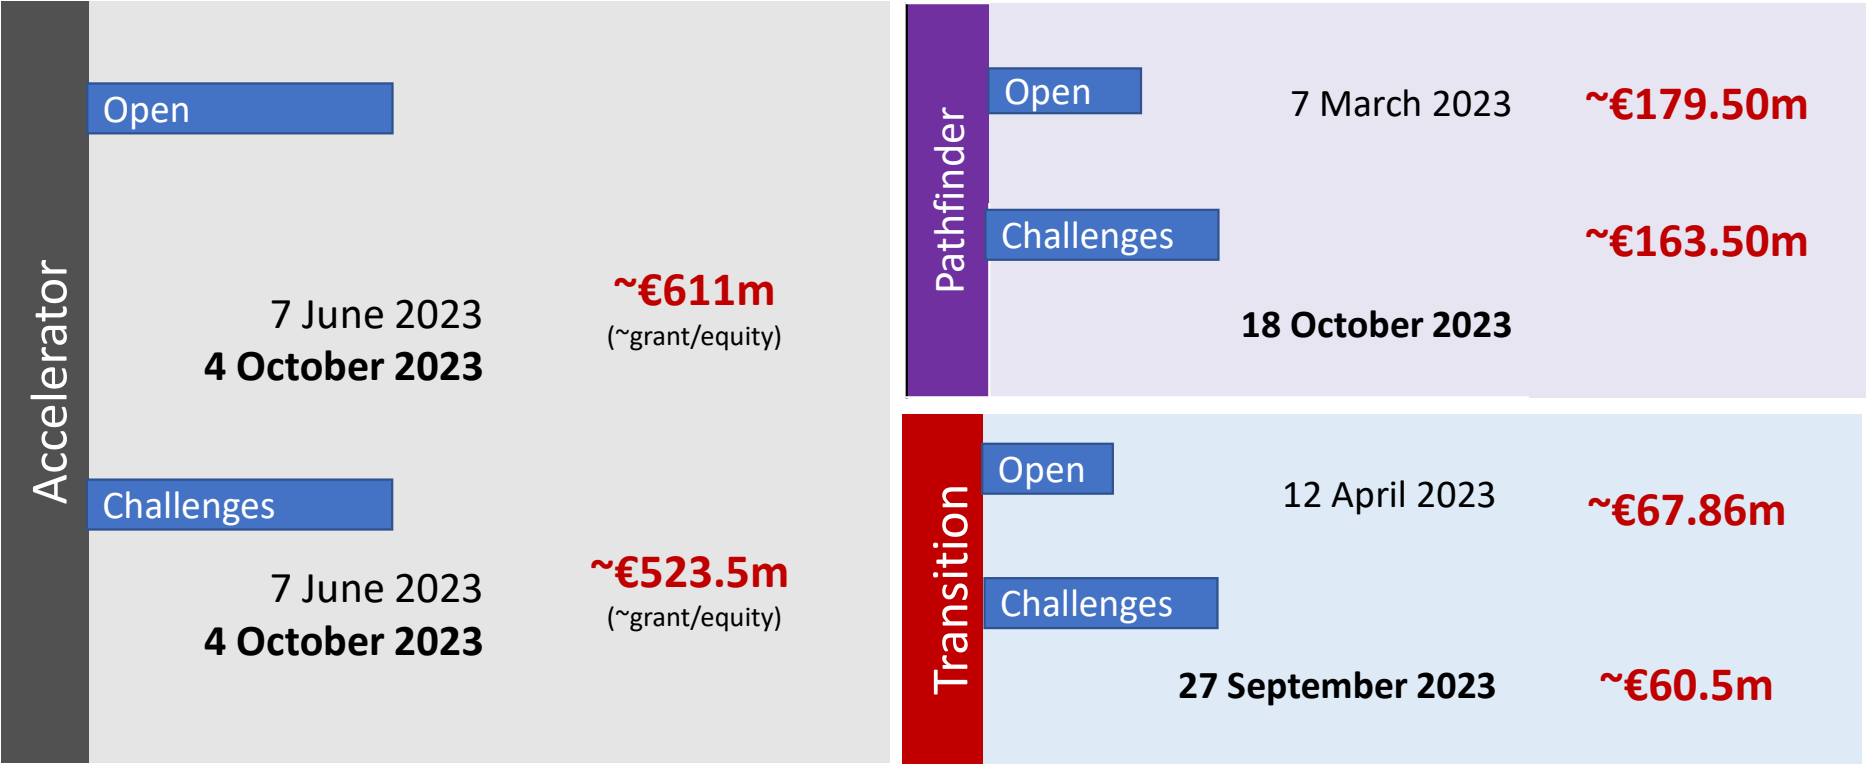 Accelerator
Open
7 June 2023
4 October 2023
~€611m
(~grant/equity)
Challenges
7 June 2023
4 October 2023
~€523.5m
(~grant/equity)
Pathfinder
Open
7 March 2023
~€179.50m
Challenges
~€163.50m
18 October 2023
Transition
Open
12 April 2023
~€67.86m
Challenges
27 September 2023
~€60.5m